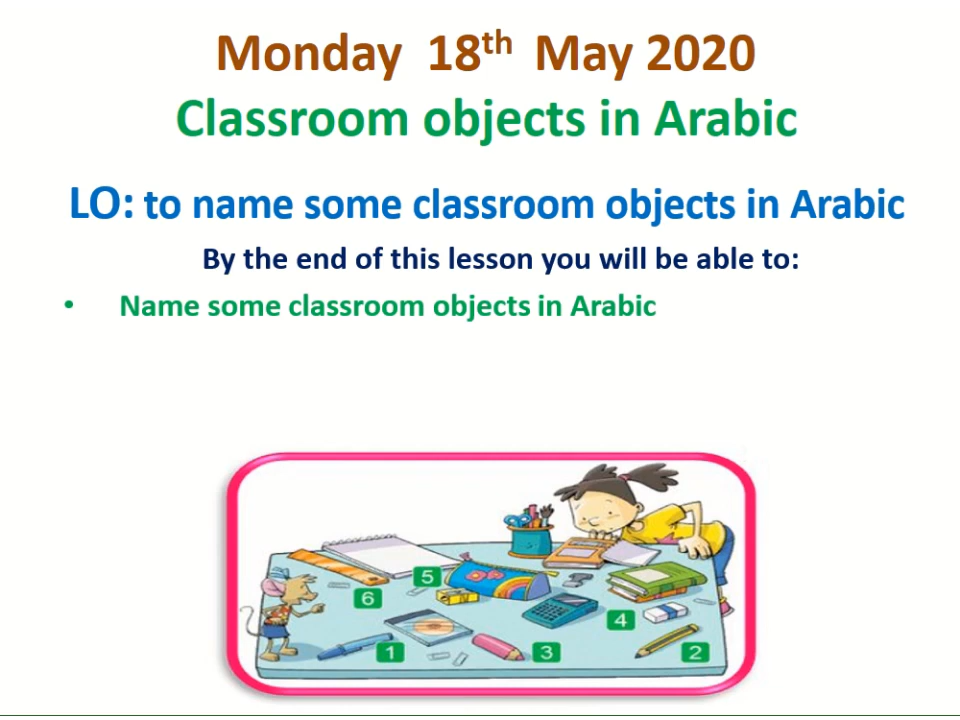 Monday 18th May 2020
Classroom objects in Arabic
LO: to name some classroom objects in Arabic
By the end of this lesson you will be able to:
• Name some classroom objects in Arabic
5
6
4
1
3
2